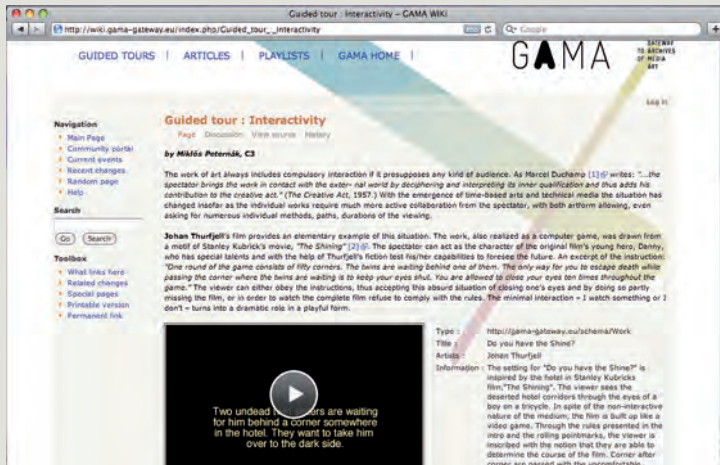 Guided tour : Interactivity — GAMA WIKI
http://wiki.gama-gateway.eu/index.php/Guided_tour_:_Interactivity
Google
GUIDED TOURS | ARTICLES | PLAYLISTS | GAMA HOME |
GAMA
GATEWAY
TO ARCHIVES
OF MEDIA
ART
Log in
Navigation
Main Page
Community portal
Current events
Recent changes
Random page
Help
Search
Go Search
Toolbox
What links here
Related changes
Special pages
Printable version
Permanent link
Guided tour : Interactivity
Page Discussion View source History
by Miklós Peternák, C3
The work of art always includes compulsory interaction if it presupposes any kind of audience. As Marcel Duchamp [1] writes: "...the
spectator brings the work in contact with the exter- nal world by deciphering and interpreting its inner qualification and thus adds his
contribution to the creative act." (The Creative Act, 1957.) With the emergence of time-based arts and technical media the situation has
changed insofar as the individual works require much more active collaboration from the spectator, with both artform allowing, even
asking for numerous individual methods, paths, durations of the viewing.
Johan Thurfjell's film provides an elementary example of this situation. The work, also realized as a computer game, was drawn from
a motif of Stanley Kubrick's movie, "The Shining" [2]. The spectator can act as the character of the original film's young hero, Danny,
who has special talents and with the help of Thurfjell's fiction test his/her capabilities to foresee the future. An excerpt of the instruction:
"One round of the game consists of fifty corners. The twins are waiting behind one of them. The only way for you to escape death while
passing the corner where the twins are waiting is to keep your eyes shut. You are allowed to close your eyes ten times throughout the
game." The viewer can either obey the instructions, thus accepting this absurd situation of closing one's eyes and by doing so partly
missing the film, or in order to watch the complete film refuse to comply with the rules. The minimal interaction – I watch something or I
don't – turns into a dramatic role in a playful form.
Two undead sisters are waiting
for him behind a corner somewhere
in the hotel. They want to take him
over to the dark side.
Type : http://gama-gateway.eu/schema/Work
Title : Do you have the Shine?
Artists : Johan Thurfjell
Information : The setting for "Do you have the Shine?" is
inspired by the hotel in Stanley Kubricks
film,"The Shining". The viewer sees the
deserted hotel corridors through the eyes of a
boy on a bicycle. In spite of the non-interactive
nature of the medium, the film is built up like a
video game. Through the rules presented in the
intro and the rolling pointmarks, the viewer is
inscribed with the notion that they are able to
determine the course of the film. Corner after
corner are passed with the uncomfortable